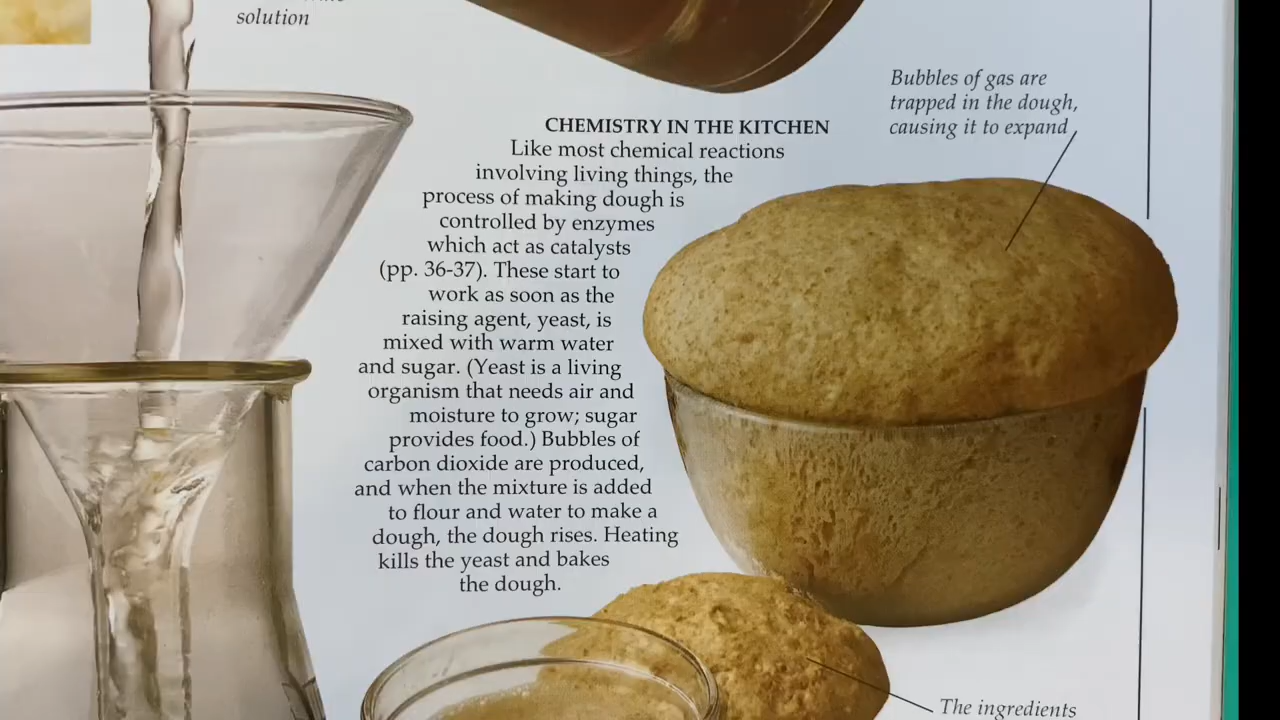 solution
Bubbles of gas are
trapped in the dough,
causing it to expand
CHEMISTRY IN THE KITCHEN
Like most chemical reactions
involving living things, the
process of making dough is
controlled by enzymes
which act as catalysts
(pp. 36-37). These start to
work as soon as the
raising agent, yeast, is
mixed with warm water
and sugar. (Yeast is a living
organism that needs air and
moisture to grow; sugar
provides food.) Bubbles of
carbon dioxide are produced,
and when the mixture is added
to flour and water to make a
dough, the dough rises. Heating
kills the yeast and bakes
the dough.
The ingredients